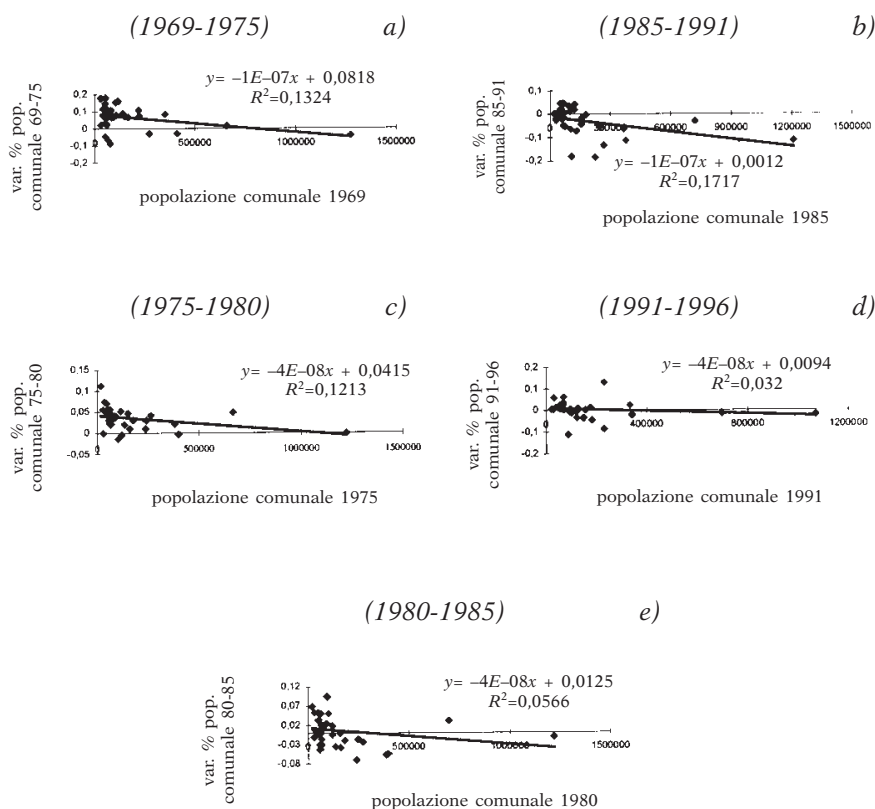 (1969-1975) a)
var. % pop.
comunale 69-75
0,2
0,1
0
-0,1
-0,2
0
500000
1000000
1500000
y= –1E–07x + 0,0818
R²=0,1324
popolazione comunale 1969
(1985-1991) b)
var. % pop.
comunale 85-91
0,1
0
-0,1
-0,2
300000
600000
900000
1200000
1500000
y= –1E–07x + 0,0012
R²=0,1717
popolazione comunale 1985
(1975-1980) c)
var. % pop.
comunale 75-80
0,15
0,1
0,05
0
-0,05
0
500000
1000000
1500000
y= –4E–08x + 0,0415
R²=0,1213
popolazione comunale 1975
(1991-1996) d)
var. % pop.
comunale 91-96
0,2
0,1
0
-0,1
-0,2
0
400000
800000
1200000
y= –4E–08x + 0,0094
R²=0,032
popolazione comunale 1991
(1980-1985) e)
var. % pop.
comunale 80-85
0,12
0,07
0,02
-0,03
-0,08
500000
1000000
1500000
y= –4E–08x + 0,0125
R²=0,0566
popolazione comunale 1980